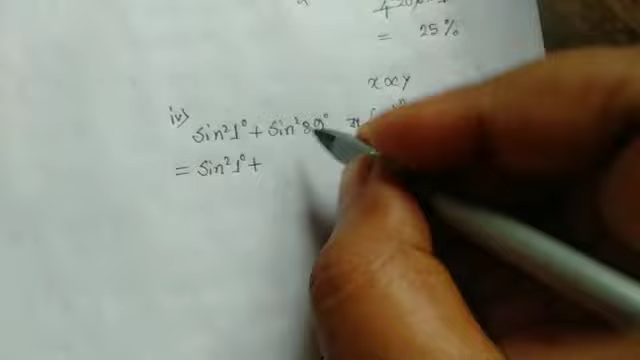 = 25%
x∝y
iv) sin²1° + sin²89°
= sin²1° +